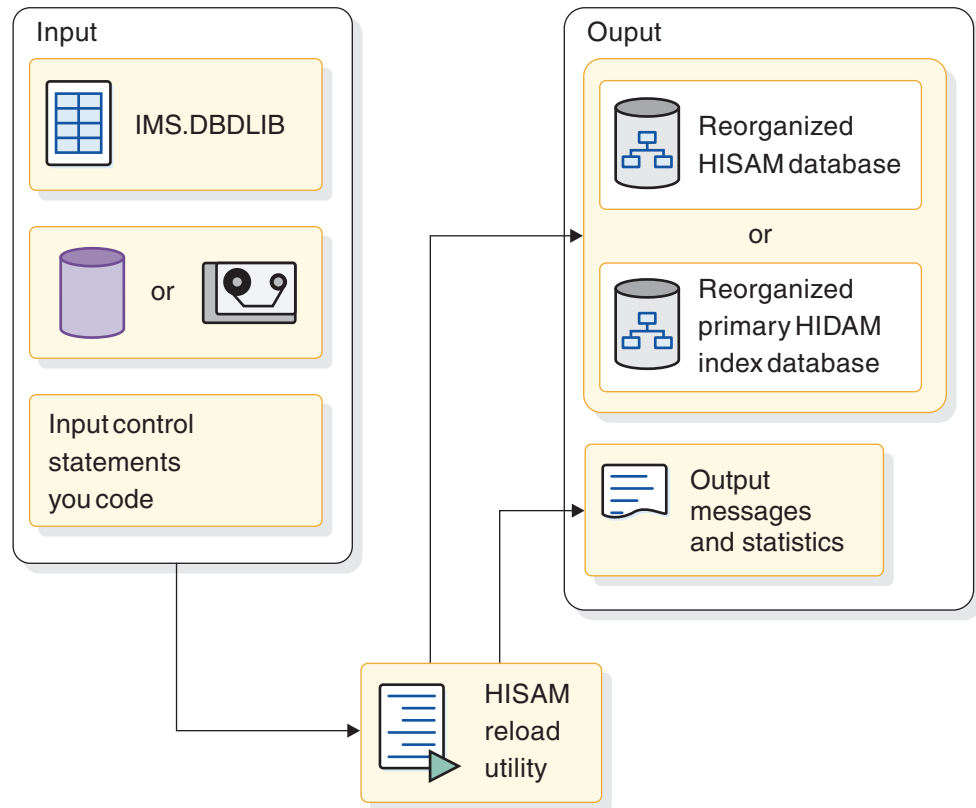 Input
IMS.DBDLIB
or
Input control
statements
you code
Ouput
Reorganized
HISAM database
or
Reorganized
primary HIDAM
index database
Output
messages
and statistics
HISAM
reload
utility